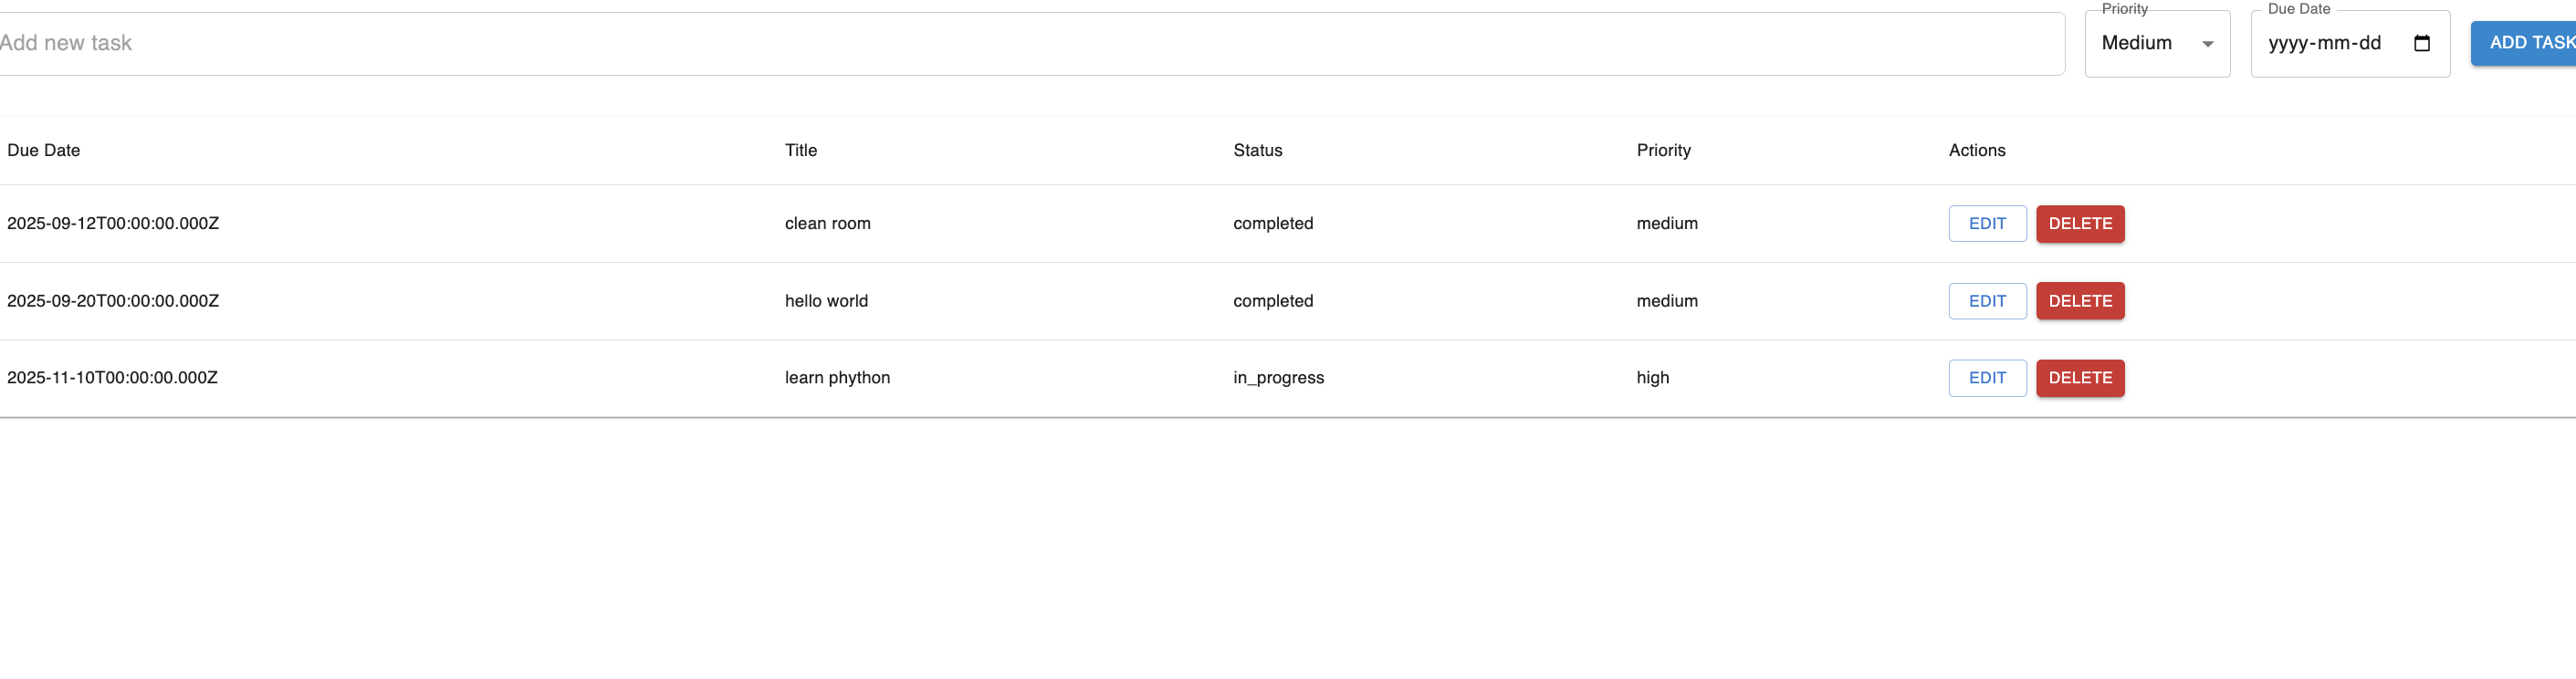 Priority Due Date
Add new task Medium yyyy-mm-dd ADD TASK
Due Date Title Status Priority Actions
2025-09-12T00:00:00.000Z clean room completed medium EDIT DELETE
2025-09-20T00:00:00.000Z hello world completed medium EDIT DELETE
2025-11-10T00:00:00.000Z learn phython in_progress high EDIT DELETE